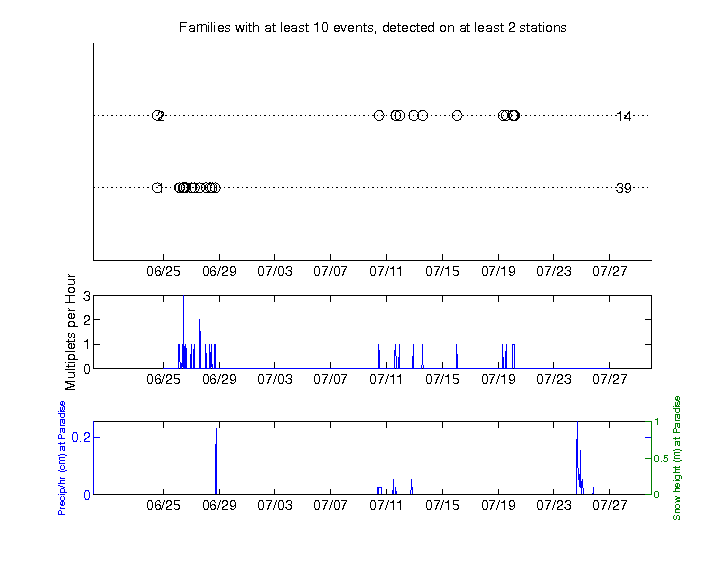 Families with at least 10 events, detected on at least 2 stations
2 14
1 39
06/25 06/29 07/03 07/07 07/11 07/15 07/19 07/23 07/27
Multiplets per Hour
3
2
1
0
06/25 06/29 07/03 07/07 07/11 07/15 07/19 07/23 07/27
Precip/hr (cm) at Paradise
0.2
0
1
0.5
0
Snow height (m) at Paradise
06/25 06/29 07/03 07/07 07/11 07/15 07/19 07/23 07/27